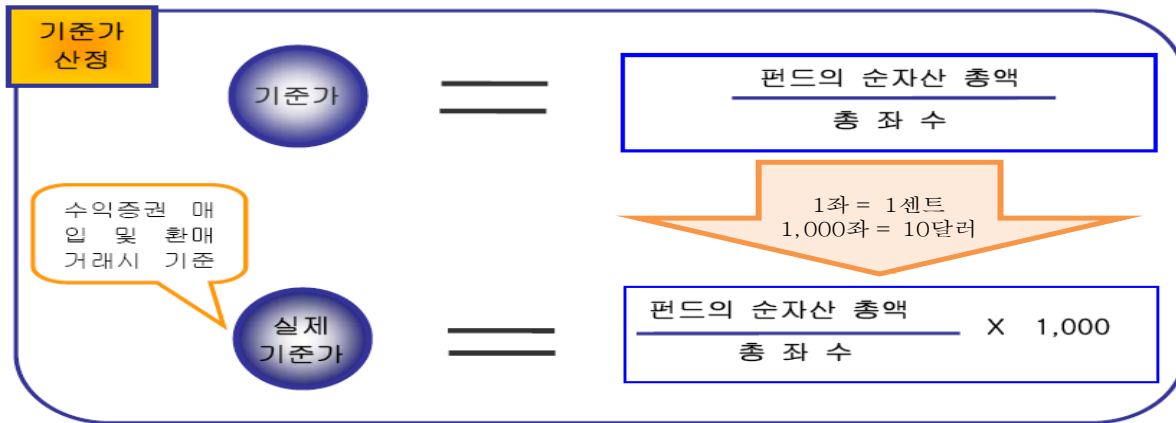 기준가
산정
기준가
펀드의 순자산 총액
총 좌 수
수익증권 매
입 및 환매
거래시 기준
1좌 = 1센트
1,000좌 = 10달러
실제
기준가
펀드의 순자산 총액
총 좌 수
X 1,000